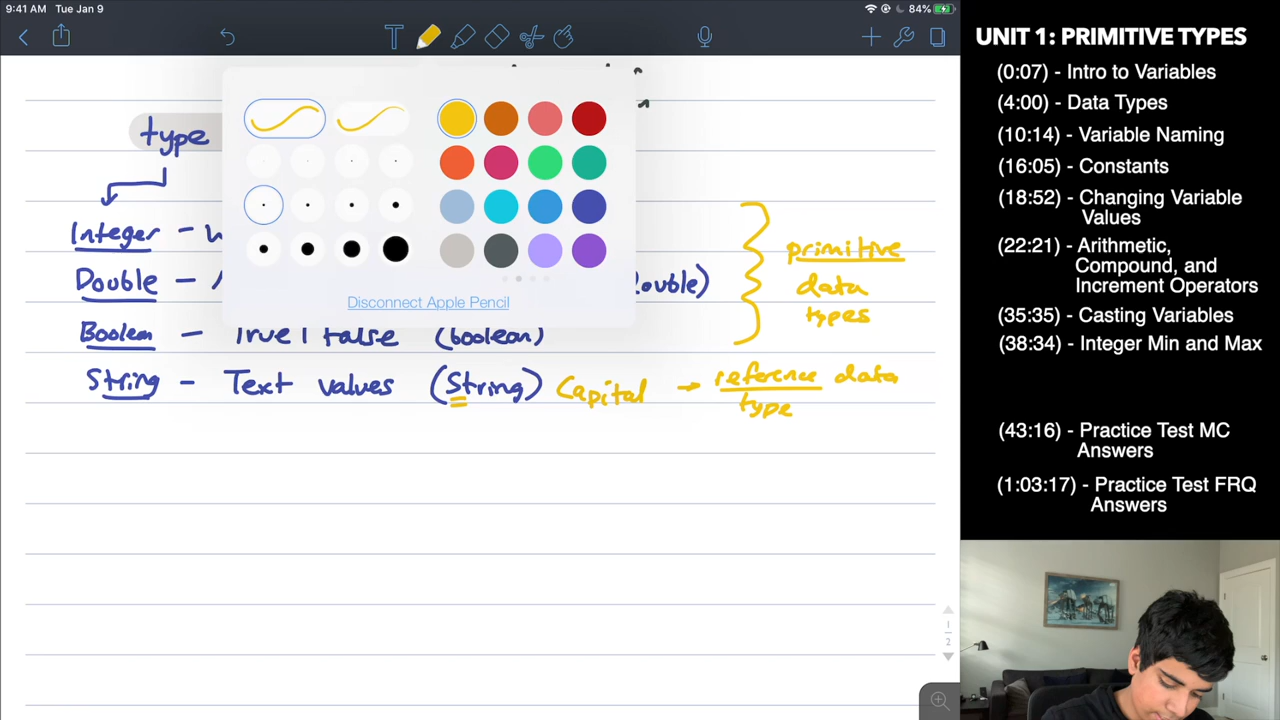 9:41 AM Tue Jan 9
84%
T
type
Integer - w
Double - 
ouble)
Boolean - True | False (boolean)
String - Text values (String) Capital → reference data
type
primitive
data
types
Disconnect Apple Pencil
1
2
UNIT 1: PRIMITIVE TYPES
(0:07) - Intro to Variables
(4:00) - Data Types
(10:14) - Variable Naming
(16:05) - Constants
(18:52) - Changing Variable
Values
(22:21) - Arithmetic,
Compound, and
Increment Operators
(35:35) - Casting Variables
(38:34) - Integer Min and Max
(43:16) - Practice Test MC
Answers
(1:03:17) - Practice Test FRQ
Answers